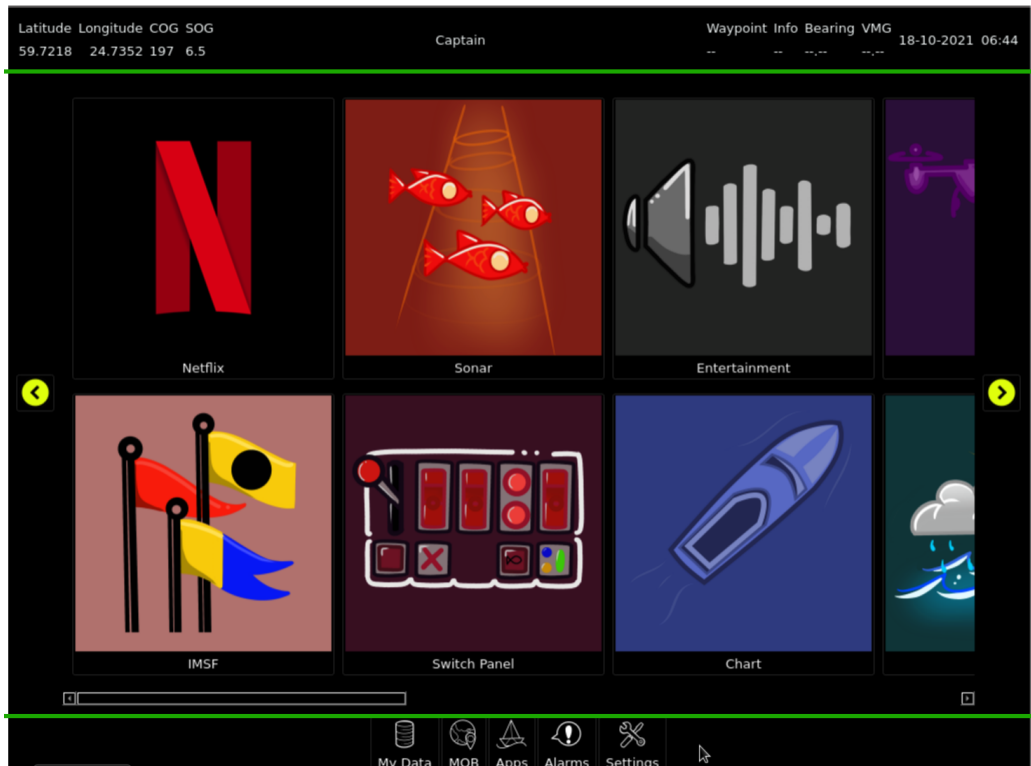 Latitude Longitude COG SOG
59.7218 24.7352 197 6.5
Captain
Waypoint Info Bearing VMG
-- -- --.-- --.--
18-10-2021 06:44
N
Netflix
Sonar
Entertainment
IMSF
Switch Panel
Chart
My Data MOB Apps Alarms Settings